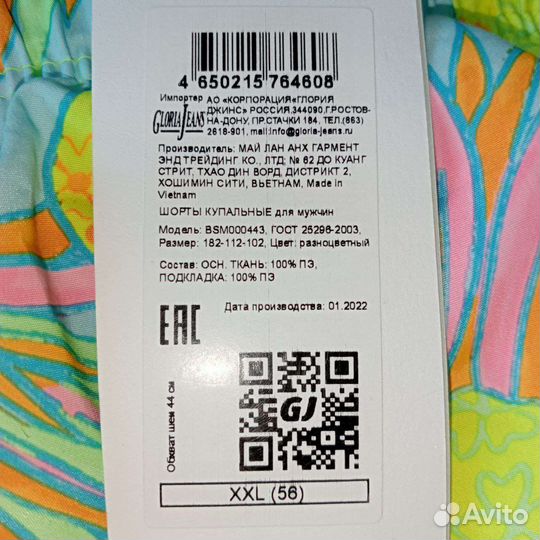 4 650215 764608
Импортер АО «КОРПОРАЦИЯ«ГЛОРИЯ
GLORIA JEANS ДЖИНС» РОССИЯ.344090,Г.РОСТОВ-
НА-ДОНУ, ПР.СТАЧКИ 184, ТЕЛ.(863)
2618-901, mail:info@gloria-jeans.ru
Производитель: МАЙ ЛАН АНХ ГАРМЕНТ
ЭНД ТРЕЙДИНГ КО., ЛТД; № 62 ДО КУАНГ
СТРИТ, ТХАО ДИН ВОРД, ДИСТРИКТ 2,
ХОШИМИН СИТИ, ВЬЕТНАМ, Made in
Vietnam
ШОРТЫ КУПАЛЬНЫЕ для мужчин
Модель: BSM000443, ГОСТ 25296-2003,
Размер: 182-112-102, Цвет: разноцветный
Состав: ОСН. ТКАНЬ: 100% ПЭ,
ПОДКЛАДКА: 100% ПЭ
Дата производства: 01.2022
EAC
Обхват шеи 44 см
GJ
XXL (56)
Avito